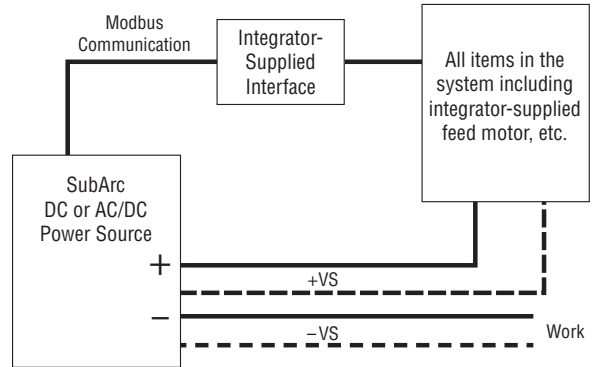 Modbus
Communication
Integrator-
Supplied
Interface
All items in the
system including
integrator-supplied
feed motor, etc.
SubArc
DC or AC/DC
Power Source
+
+VS
−
−VS
Work